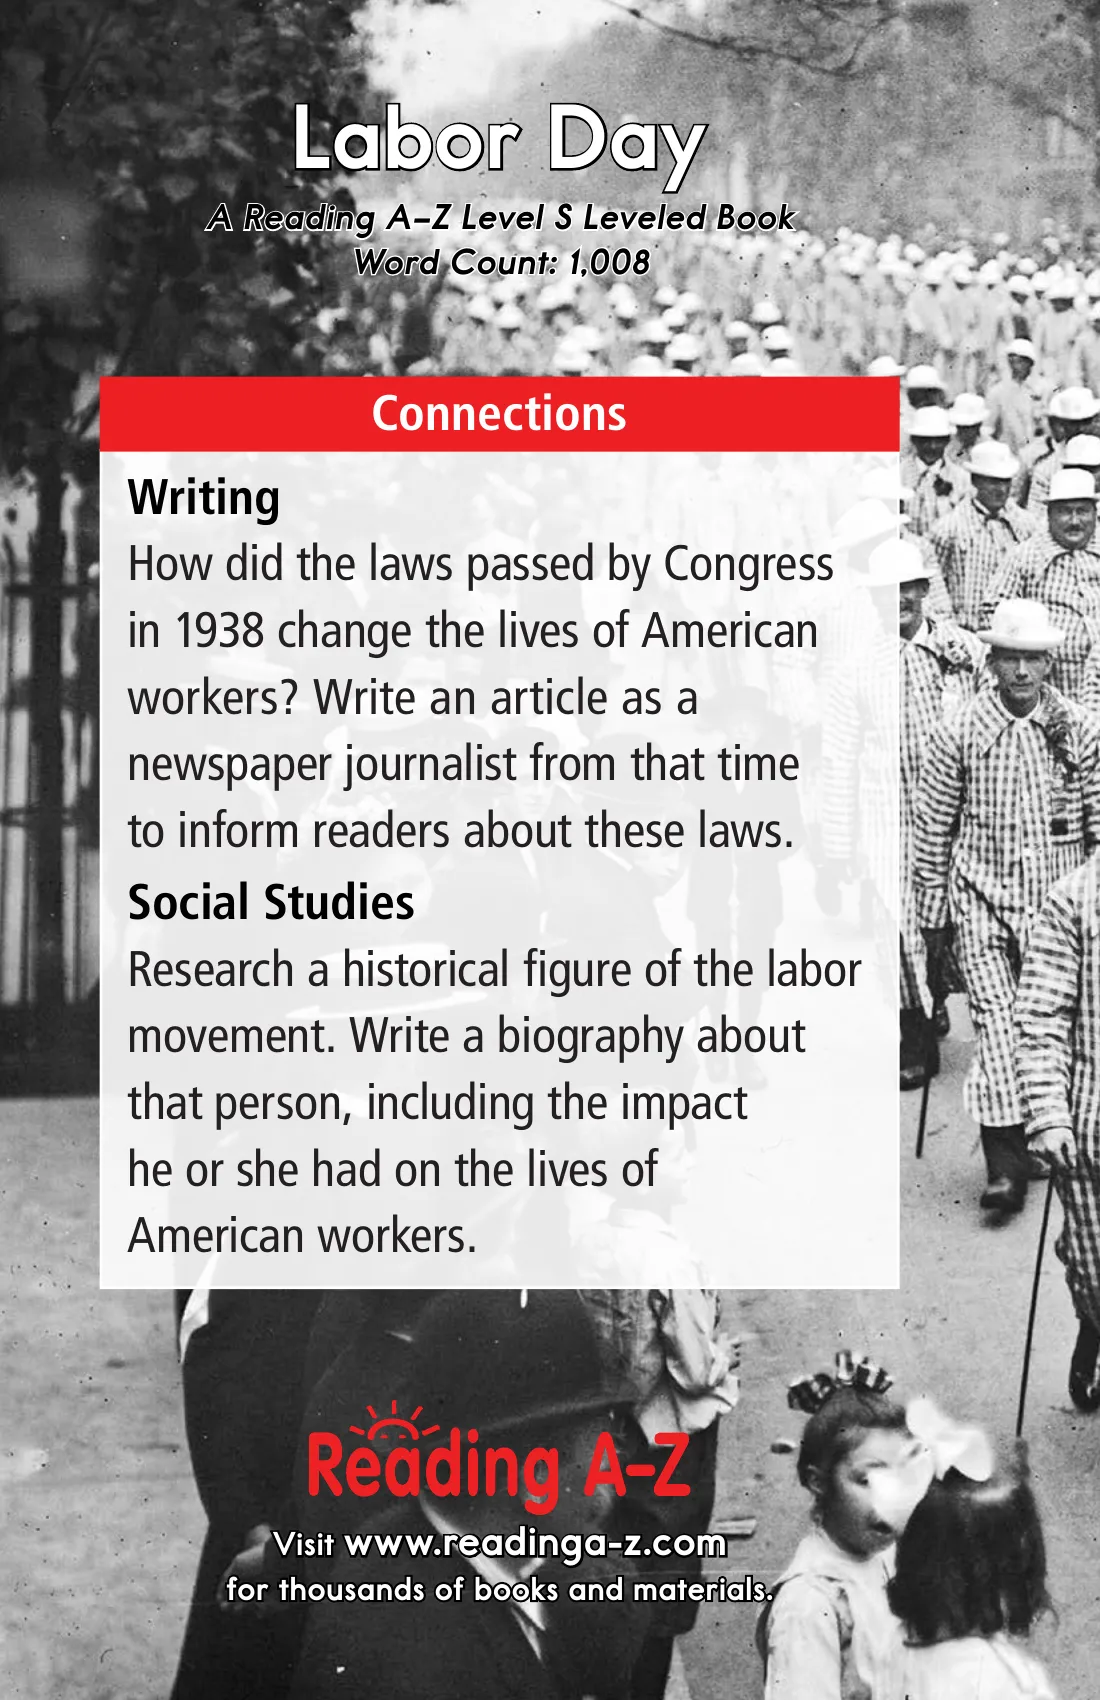 Labor Day
A Reading A–Z Level S Leveled Book
Word Count: 1,008
Connections
Writing
How did the laws passed by Congress
in 1938 change the lives of American
workers? Write an article as a
newspaper journalist from that time
to inform readers about these laws.
Social Studies
Research a historical figure of the labor
movement. Write a biography about
that person, including the impact
he or she had on the lives of
American workers.
Reading A–Z
Visit www.readinga-z.com
for thousands of books and materials.